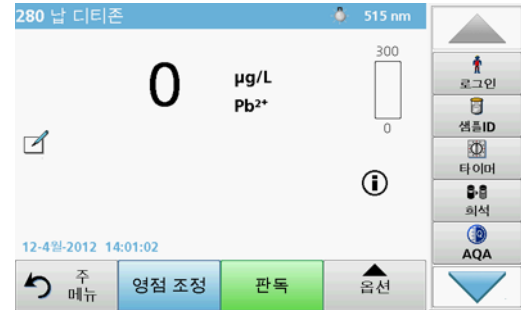 280 납 디티존
515 nm
300
0
μg/L
Pb²⁺
0
12-4월-2012 14:01:02
주
메뉴
영점 조정
판독
옵션
로그인
샘플ID
타이머
희석
AQA